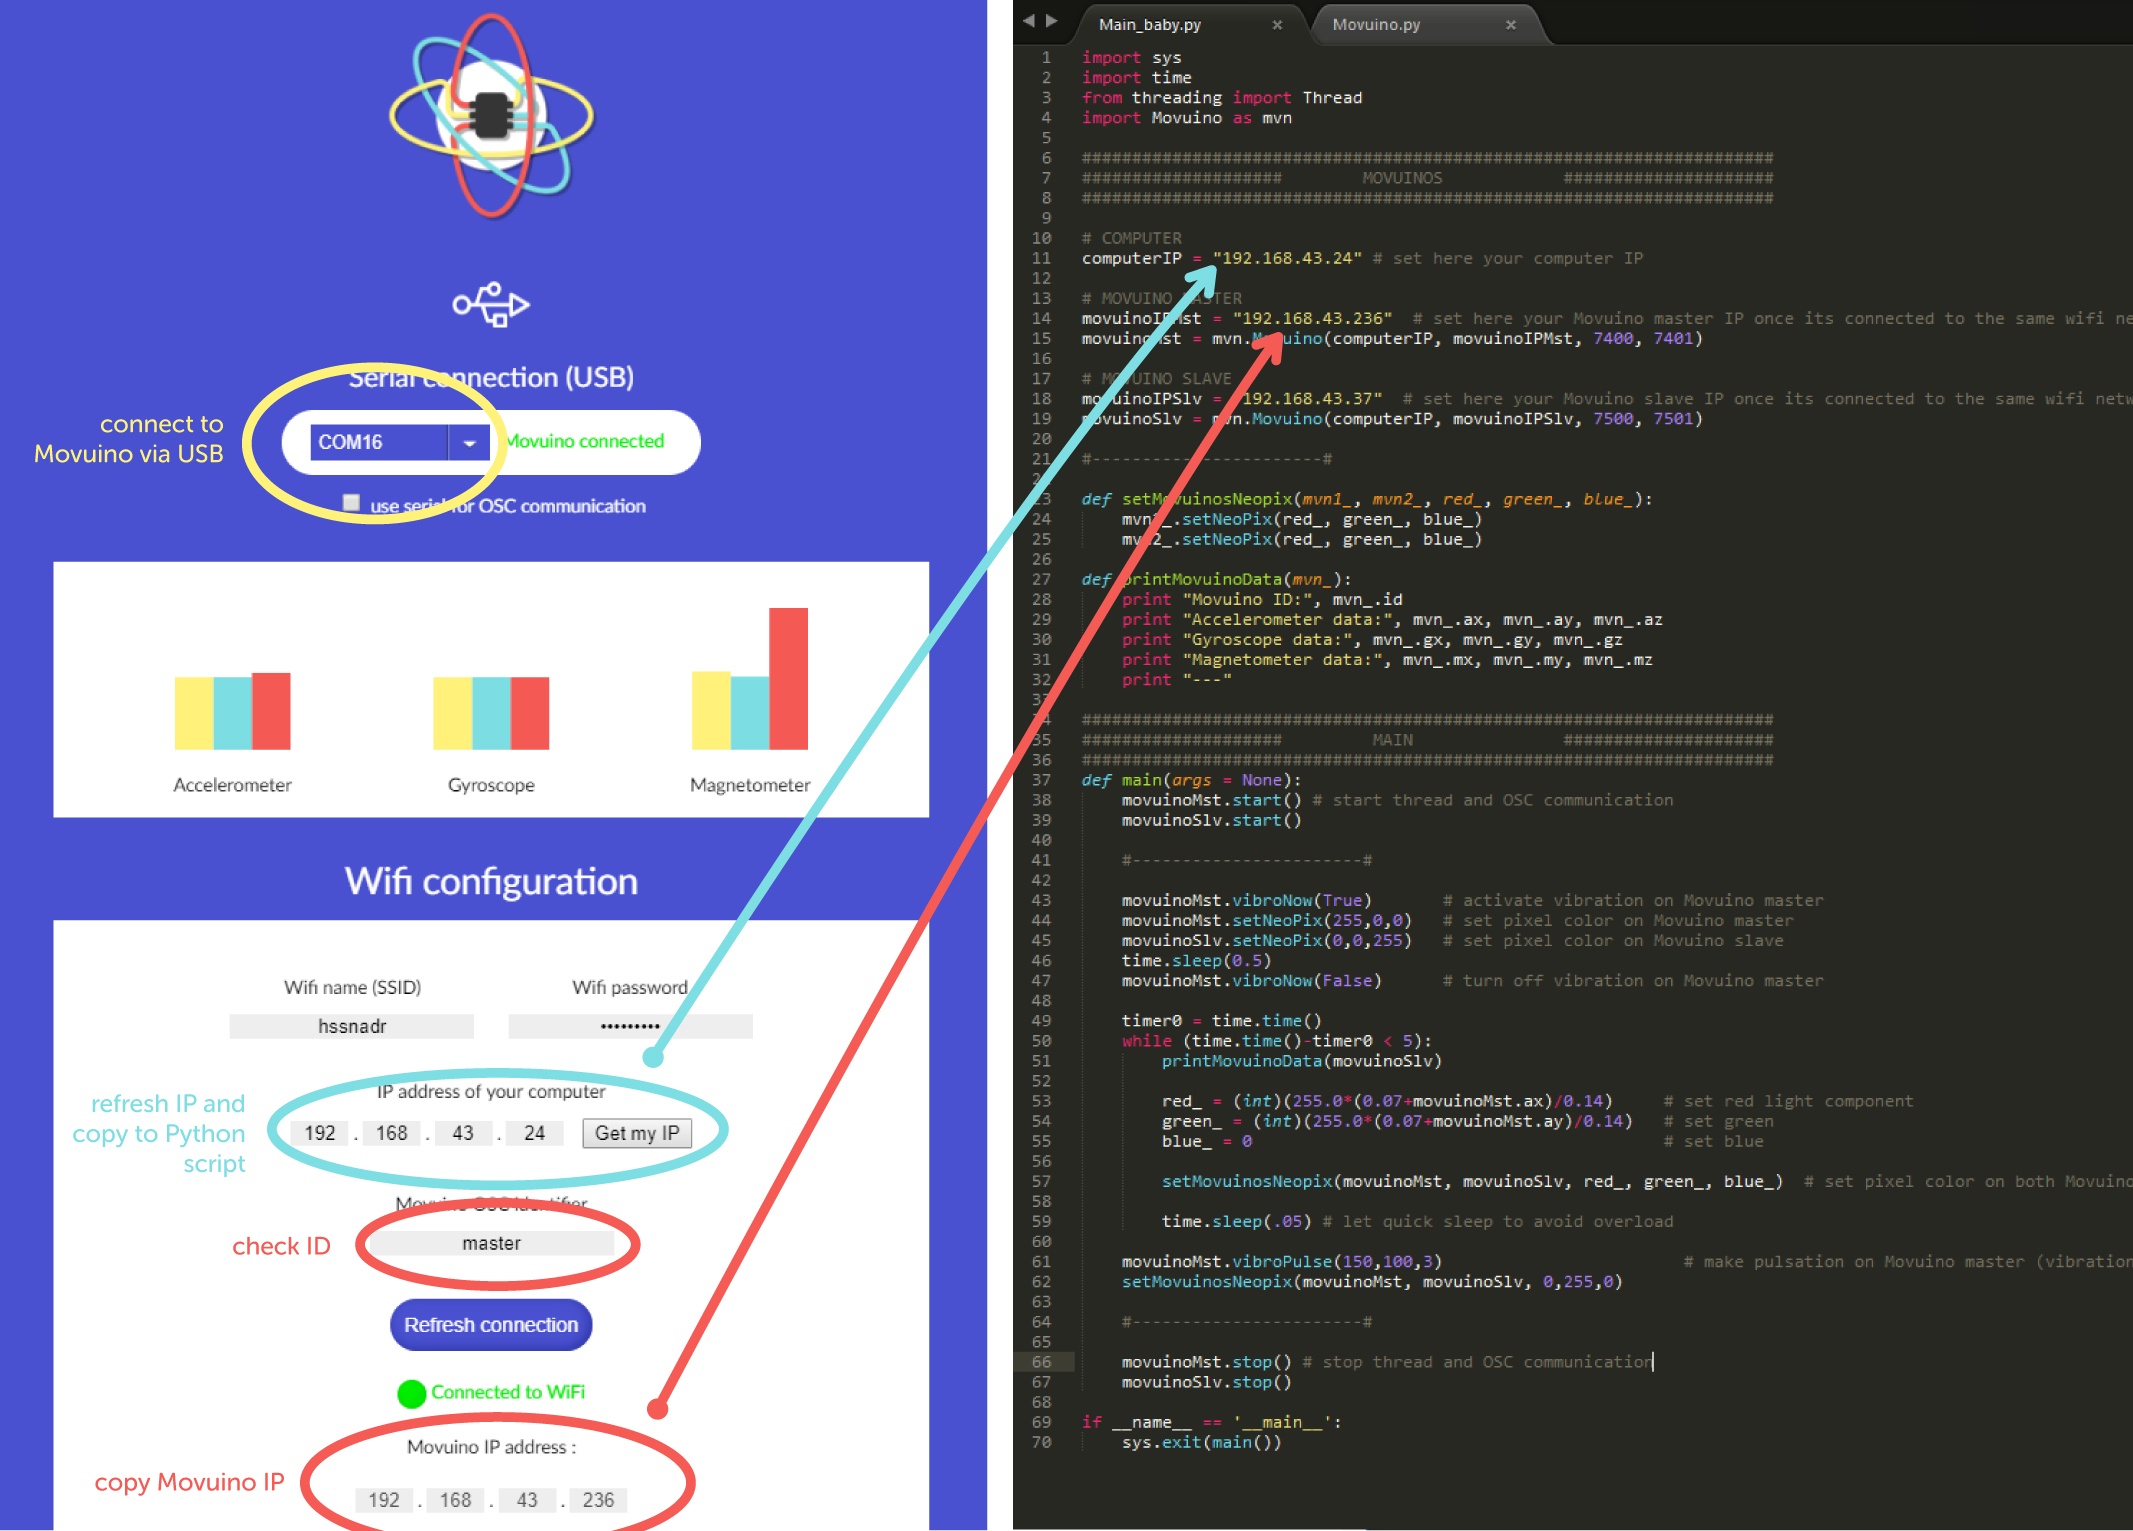 Serial connection (USB)
connect to
Movuino via USB
COM16
Movuino connected
use serial for OSC communication
Accelerometer
Gyroscope
Magnetometer
Wifi configuration
Wifi name (SSID)
Wifi password
hssnadr
•••••••••
refresh IP and
copy to Python
script
IP address of your computer
192 . 168 . 43 . 24
Get my IP
Movuino OSC Identifier
check ID
master
Refresh connection
Connected to WiFi
copy Movuino IP
Movuino IP address :
192 . 168 . 43 . 236
Main_baby.py ×
Movuino.py ×
1 import sys
2 import time
3 from threading import Thread
4 import Movuino as mvn
5
6 #####################################################################
7 #################### MOVUINOS #####################
8 #####################################################################
9
10 # COMPUTER
11 computerIP = "192.168.43.24" # set here your computer IP
12
13 # MOVUINO MASTER
14 movuinoIPMst = "192.168.43.236" # set here your Movuino master IP once its connected to the same wifi ne
15 movuinoMst = mvn.Movuino(computerIP, movuinoIPMst, 7400, 7401)
16
17 # MOVUINO SLAVE
18 movuinoIPSlv = "192.168.43.37" # set here your Movuino slave IP once its connected to the same wifi netw
19 movuinoSlv = mvn.Movuino(computerIP, movuinoIPSlv, 7500, 7501)
20
21 #-----------------------#
22
23 def setMovuinosNeopix(mvn1_, mvn2_, red_, green_, blue_):
24 mvn1_.setNeoPix(red_, green_, blue_)
25 mvn2_.setNeoPix(red_, green_, blue_)
26
27 def printMovuinoData(mvn_):
28 print "Movuino ID:", mvn_.id
29 print "Accelerometer data:", mvn_.ax, mvn_.ay, mvn_.az
30 print "Gyroscope data:", mvn_.gx, mvn_.gy, mvn_.gz
31 print "Magnetometer data:", mvn_.mx, mvn_.my, mvn_.mz
32 print "---"
33
34 #####################################################################
35 #################### MAIN #####################
36 #####################################################################
37 def main(args = None):
38 movuinoMst.start() # start thread and OSC communication
39 movuinoSlv.start()
40
41 #-----------------------#
42
43 movuinoMst.vibroNow(True) # activate vibration on Movuino master
44 movuinoMst.setNeoPix(255,0,0) # set pixel color on Movuino master
45 movuinoSlv.setNeoPix(0,0,255) # set pixel color on Movuino slave
46 time.sleep(0.5)
47 movuinoMst.vibroNow(False) # turn off vibration on Movuino master
48
49 timer0 = time.time()
50 while (time.time()-timer0 < 5):
51 printMovuinoData(movuinoSlv)
52
53 red_ = (int)(255.0*(0.07+movuinoMst.ax)/0.14) # set red light component
54 green_ = (int)(255.0*(0.07+movuinoMst.ay)/0.14) # set green
55 blue_ = 0 # set blue
56
57 setMovuinosNeopix(movuinoMst, movuinoSlv, red_, green_, blue_) # set pixel color on both Movuino
58
59 time.sleep(.05) # let quick sleep to avoid overload
60
61 movuinoMst.vibroPulse(150,100,3) # make pulsation on Movuino master (vibration
62 setMovuinosNeopix(movuinoMst, movuinoSlv, 0,255,0)
63
64 #-----------------------#
65
66 movuinoMst.stop() # stop thread and OSC communication
67 movuinoSlv.stop()
68
69 if __name__ == '__main__':
70 sys.exit(main())